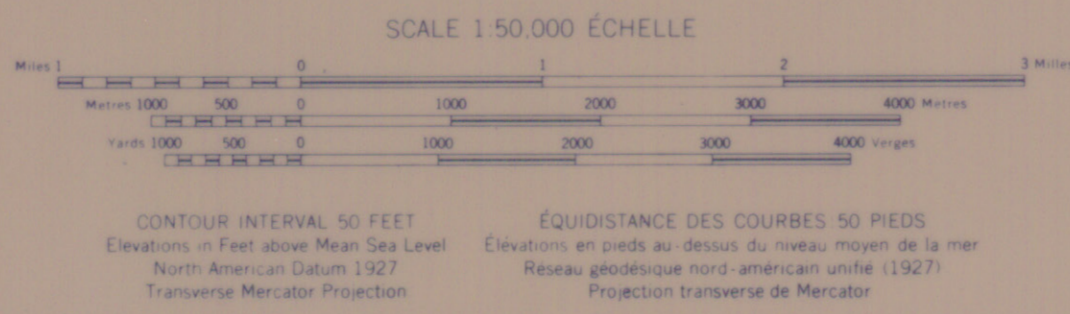 SCALE 1:50,000 ÉCHELLE
Miles 1 0 1 2 3 Milles
Metres 1000 500 0 1000 2000 3000 4000 Metres
Yards 1000 500 0 1000 2000 3000 4000 Verges
CONTOUR INTERVAL 50 FEET
Elevations in Feet above Mean Sea Level
North American Datum 1927
Transverse Mercator Projection
ÉQUIDISTANCE DES COURBES 50 PIEDS
Élévations en pieds au-dessus du niveau moyen de la mer
Réseau géodésique nord-américain unifié (1927)
Projection transverse de Mercator